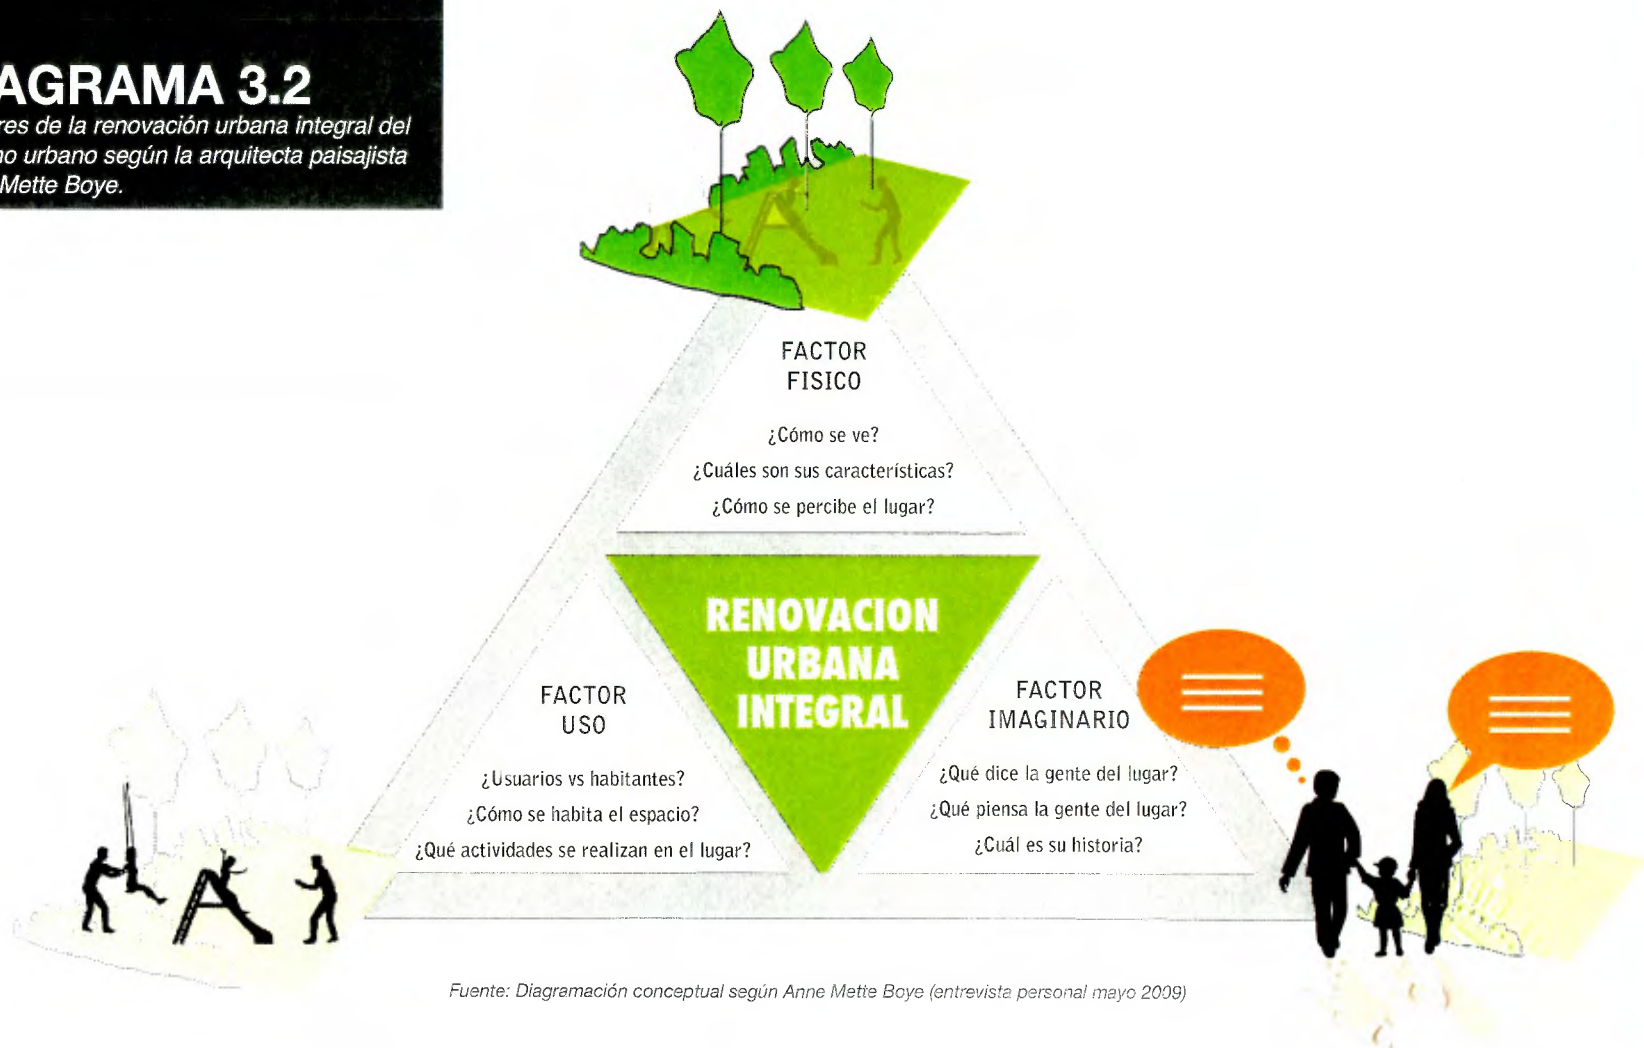 AGRAMA 3.2
res de la renovación urbana integral del
no urbano según la arquitecta paisajista
Mette Boye.
FACTOR
FISICO
¿Cómo se ve?
¿Cuáles son sus características?
¿Cómo se percibe el lugar?
RENOVACION
URBANA
INTEGRAL
FACTOR
USO
¿Usuarios vs habitantes?
¿Cómo se habita el espacio?
¿Qué actividades se realizan en el lugar?
FACTOR
IMAGINARIO
¿Qué dice la gente del lugar?
¿Qué piensa la gente del lugar?
¿Cuál es su historia?
Fuente: Diagramación conceptual según Anne Mette Boye (entrevista personal mayo 2009)